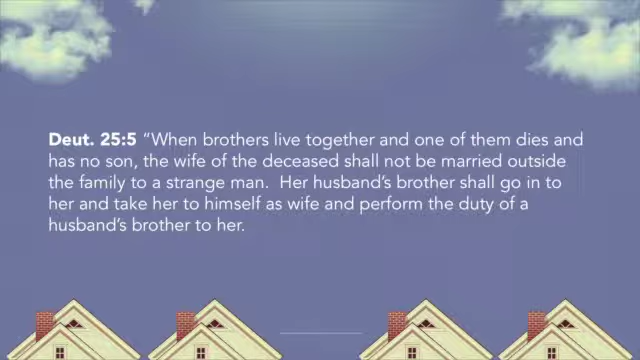 Deut. 25:5 “When brothers live together and one of them dies and
has no son, the wife of the deceased shall not be married outside
the family to a strange man.  Her husband’s brother shall go in to
her and take her to himself as wife and perform the duty of a
husband’s brother to her.